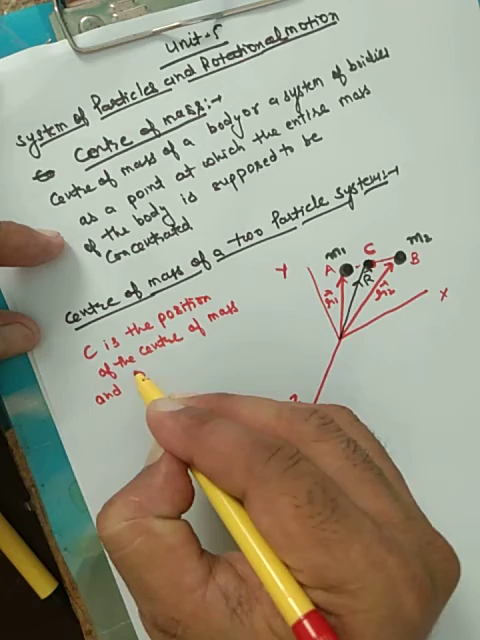 Unit-5
System of Particles and Rotational motion
Centre of mass:→
Centre of mass of a body or a system of bodies
as a point at which the entire mass
of the body is supposed to be
Concentrated
Centre of mass of a two Particle system:→
Y
A
m1
C
m2
B
r1
R
r2
X
C is the position
of the centre of mass
and